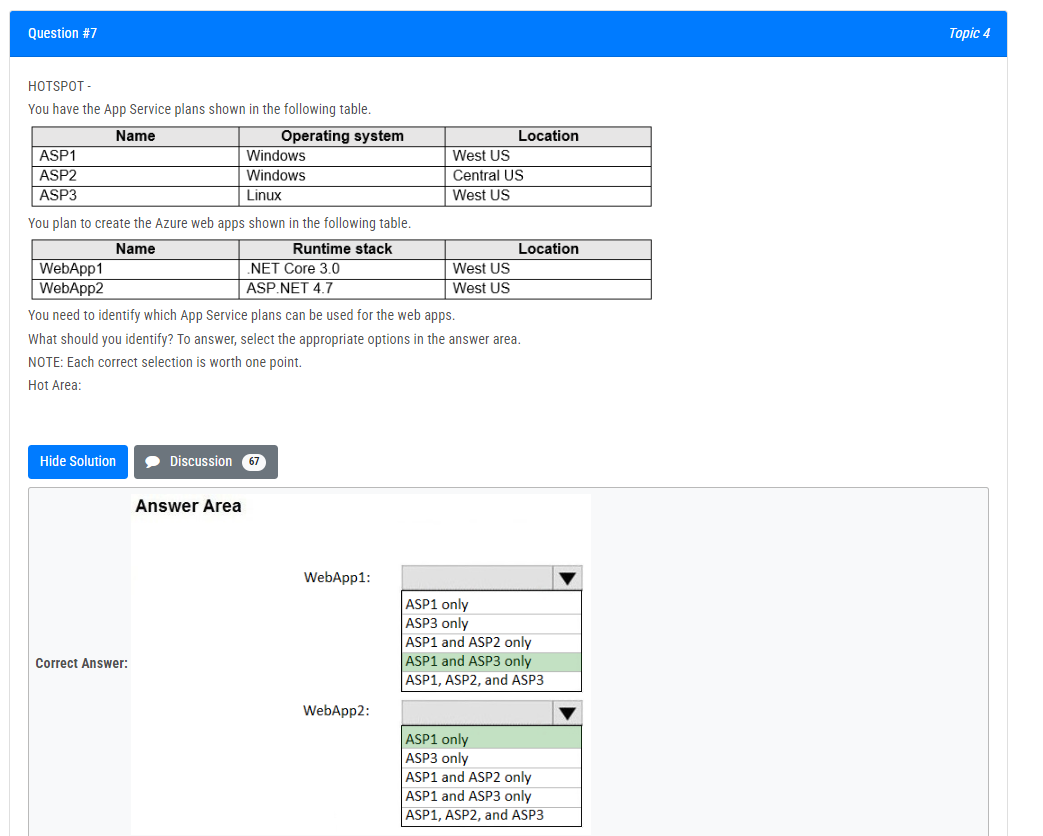 Question #7 Topic 4
HOTSPOT -
You have the App Service plans shown in the following table.
Name Operating system Location
ASP1 Windows West US
ASP2 Windows Central US
ASP3 Linux West US
You plan to create the Azure web apps shown in the following table.
Name Runtime stack Location
WebApp1 .NET Core 3.0 West US
WebApp2 ASP.NET 4.7 West US
You need to identify which App Service plans can be used for the web apps.
What should you identify? To answer, select the appropriate options in the answer area.
NOTE: Each correct selection is worth one point.
Hot Area:
Hide Solution Discussion 67
Answer Area
WebApp1:
ASP1 only
ASP3 only
ASP1 and ASP2 only
Correct Answer: ASP1 and ASP3 only
ASP1, ASP2, and ASP3
WebApp2:
ASP1 only
ASP3 only
ASP1 and ASP2 only
ASP1 and ASP3 only
ASP1, ASP2, and ASP3